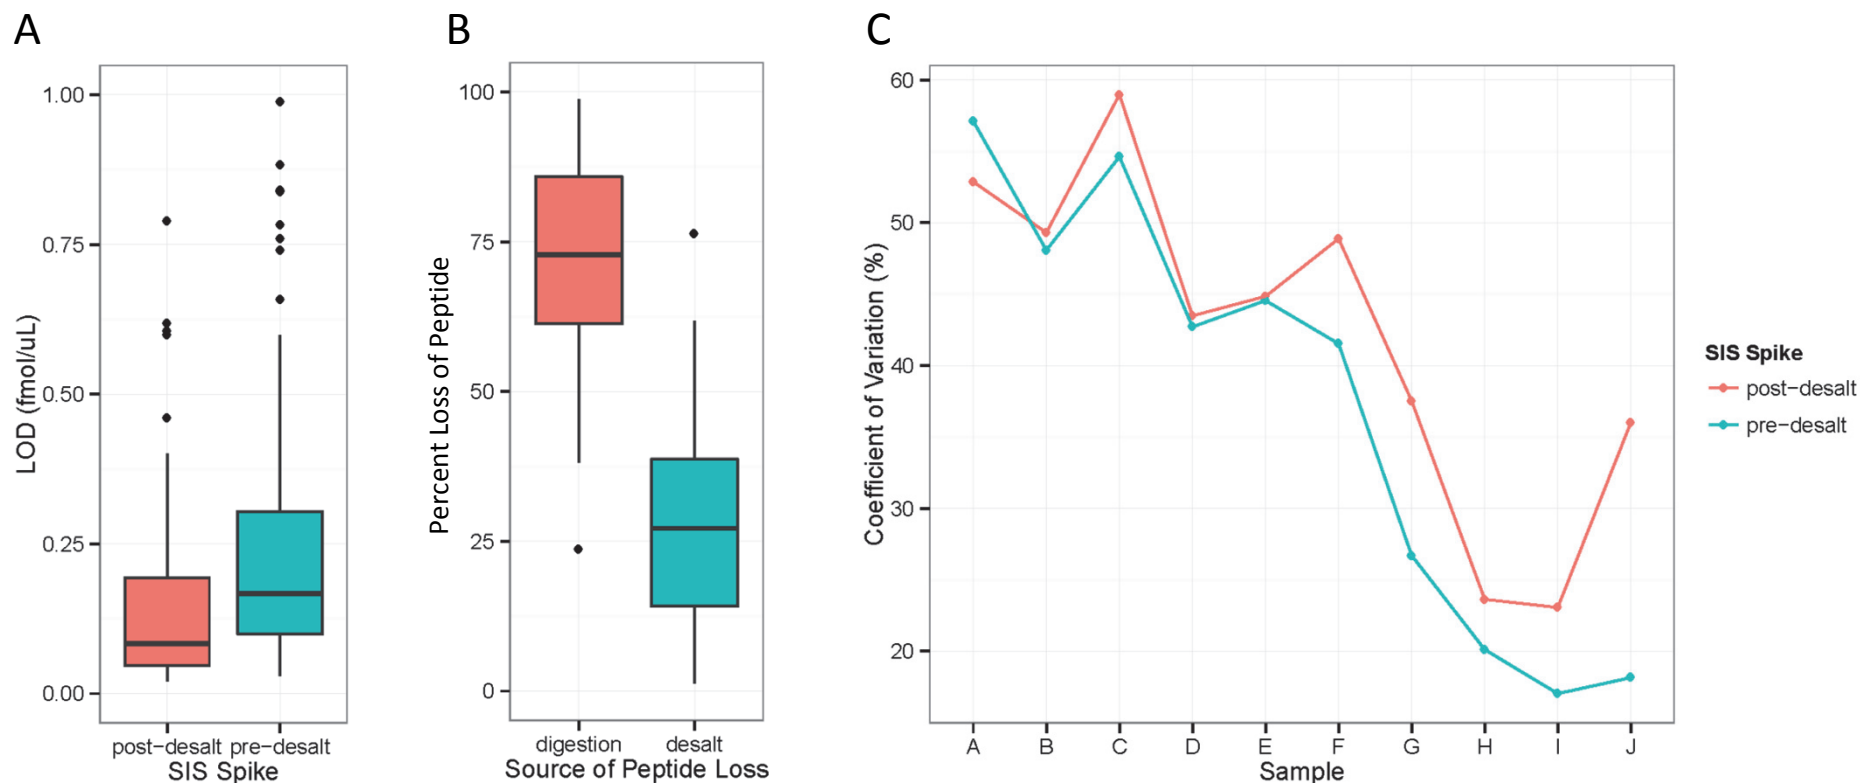 A
LOD (fmol/uL)
1.00
0.75
0.50
0.25
0.00
post-desalt pre-desalt
SIS Spike
B
Percent Loss of Peptide
100
75
50
25
0
digestion desalt
Source of Peptide Loss
C
Coefficient of Variation (%)
60
50
40
30
20
A B C D E F G H I J
Sample
SIS Spike
post-desalt
pre-desalt